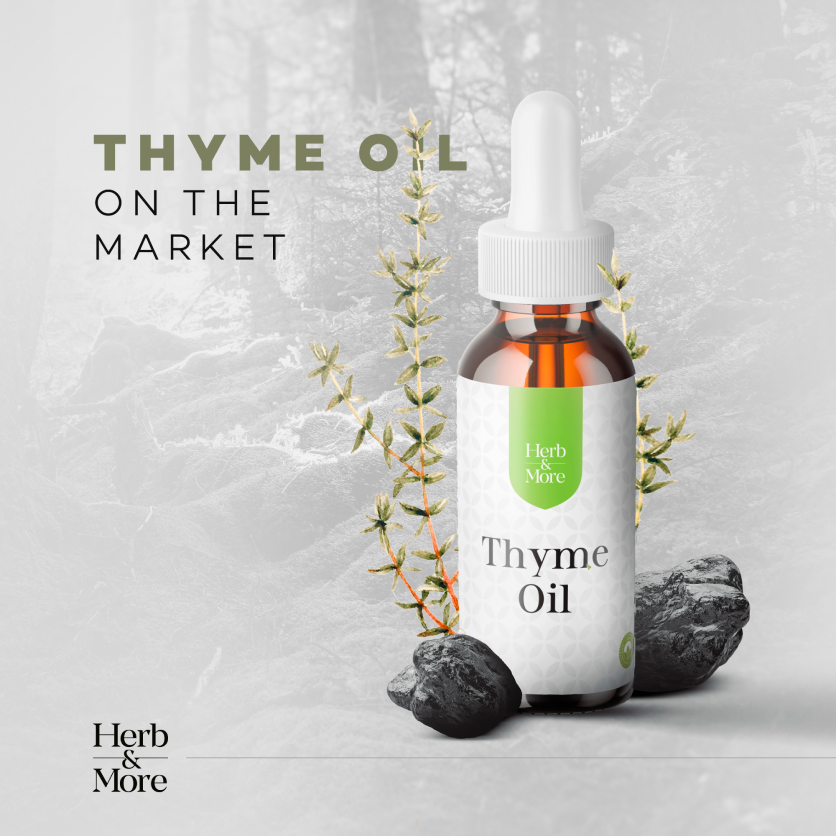 THYME OIL
ON THE
MARKET
Herb
&
More
Thyme
Oil
Herb
&
More